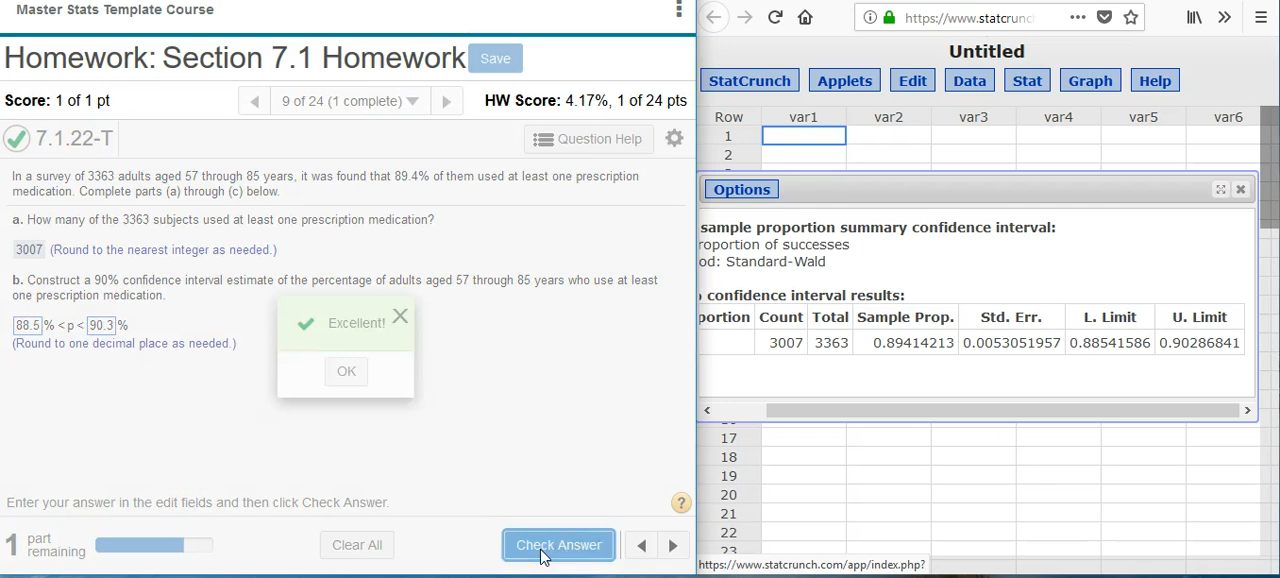 Master Stats Template Course
Homework: Section 7.1 Homework
Save
Score: 1 of 1 pt
9 of 24 (1 complete)
HW Score: 4.17%, 1 of 24 pts
7.1.22-T
Question Help
In a survey of 3363 adults aged 57 through 85 years, it was found that 89.4% of them used at least one prescription
medication. Complete parts (a) through (c) below.
a. How many of the 3363 subjects used at least one prescription medication?
3007 (Round to the nearest integer as needed.)
b. Construct a 90% confidence interval estimate of the percentage of adults aged 57 through 85 years who use at least
one prescription medication.
88.5 % < p < 90.3 %
(Round to one decimal place as needed.)
Excellent!
OK
Enter your answer in the edit fields and then click Check Answer.
?
1 part
remaining
Clear All
Check Answer
https://www.statcrunc
Untitled
StatCrunch Applets Edit Data Stat Graph Help
Row var1 var2 var3 var4 var5 var6
1
2
Options
sample proportion summary confidence interval:
roportion of successes
od: Standard-Wald
confidence interval results:
portion Count Total Sample Prop. Std. Err. L. Limit U. Limit
3007 3363 0.89414213 0.0053051957 0.88541586 0.90286841
17
18
19
20
21
22
23
https://www.statcrunch.com/app/index.php?